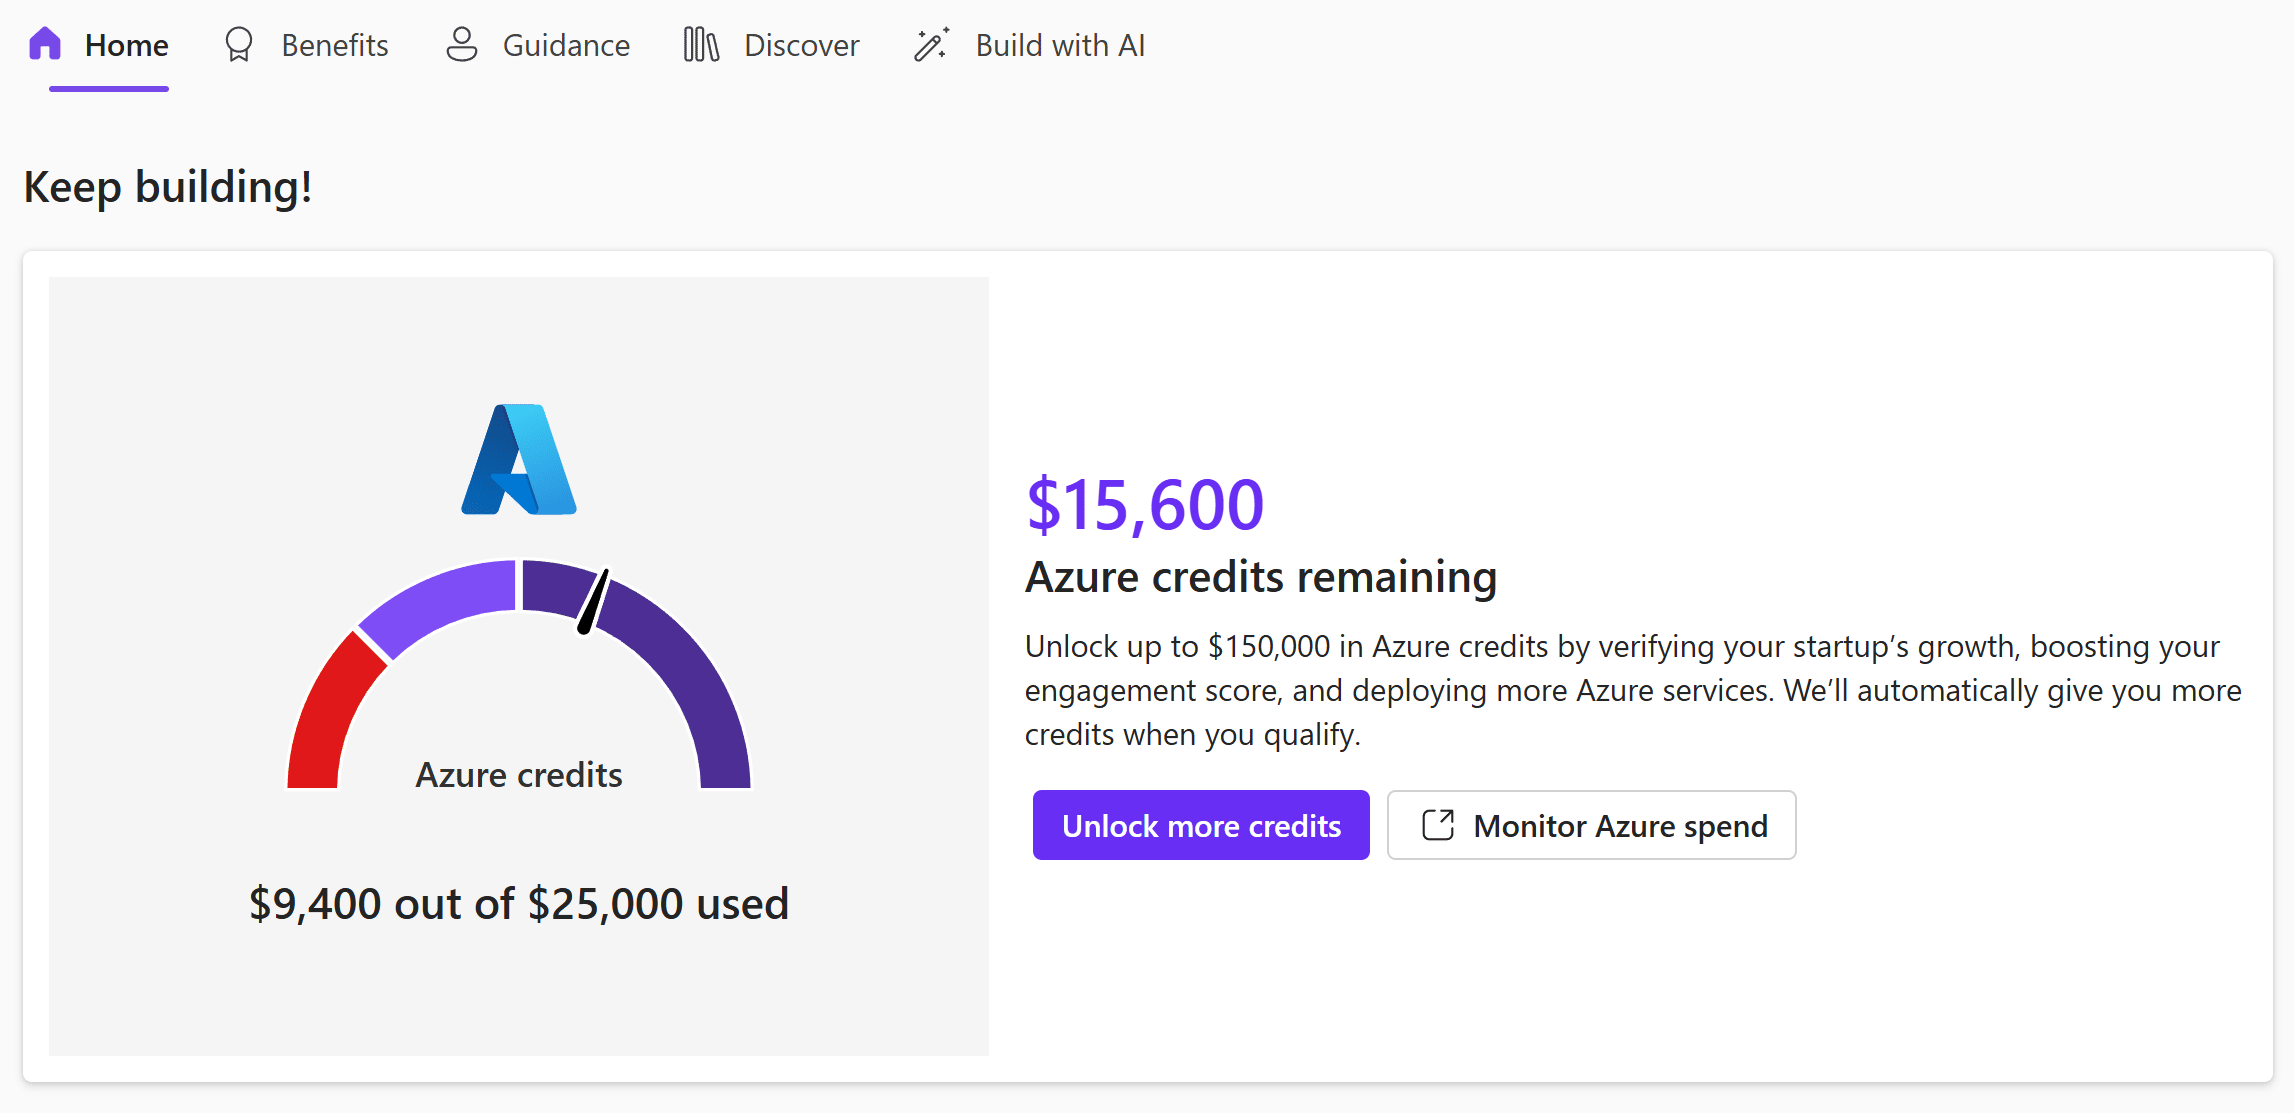 Home
Benefits
Guidance
Discover
Build with AI
Keep building!
Azure credits
$9,400 out of $25,000 used
$15,600
Azure credits remaining
Unlock up to $150,000 in Azure credits by verifying your startup’s growth, boosting your
engagement score, and deploying more Azure services. We’ll automatically give you more
credits when you qualify.
Unlock more credits
Monitor Azure spend